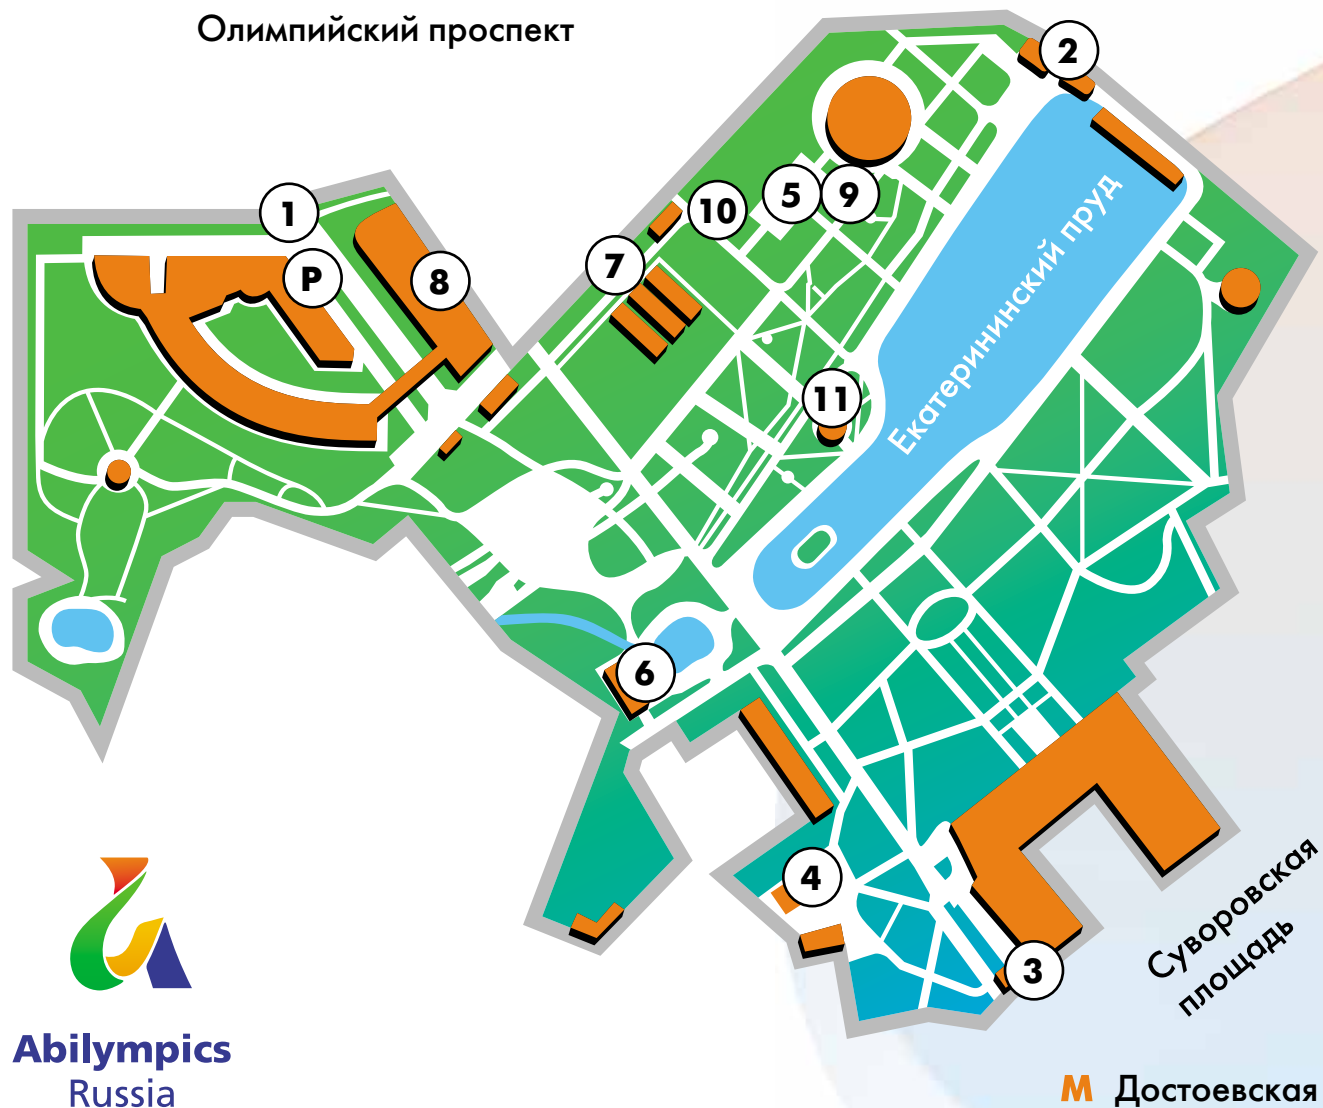 Олимпийский проспект
2
1
10
5
9
7
8
P
Екатерининский пруд
11
6
4
3
Суворовская
площадь
Abilympics
Russia
М Достоевская